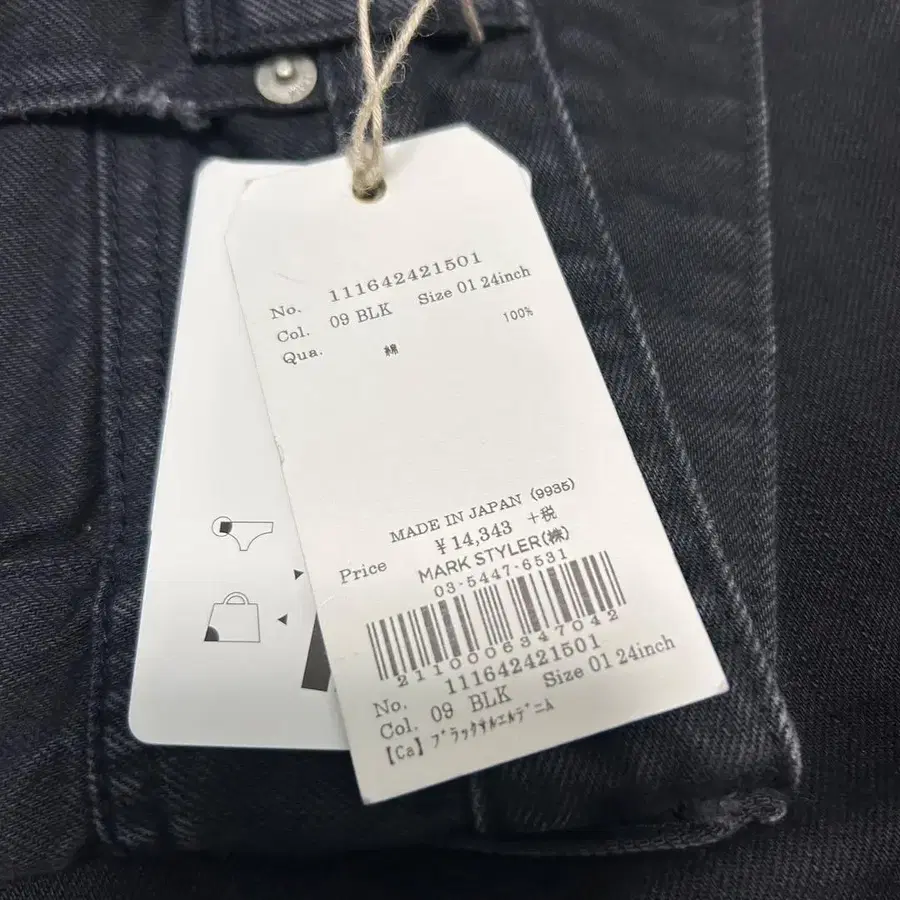 No. 111642421501
Col. 09 BLK Size 01 24inch
Qua. 綿 100%
MADE IN JAPAN (9935)
Price ¥14,343 +税
MARK STYLER(株)
03-5447-6531
2110006347042
No. 111642421501
Col. 09 BLK Size 01 24inch
【Ca】ブラックサルエルデニム